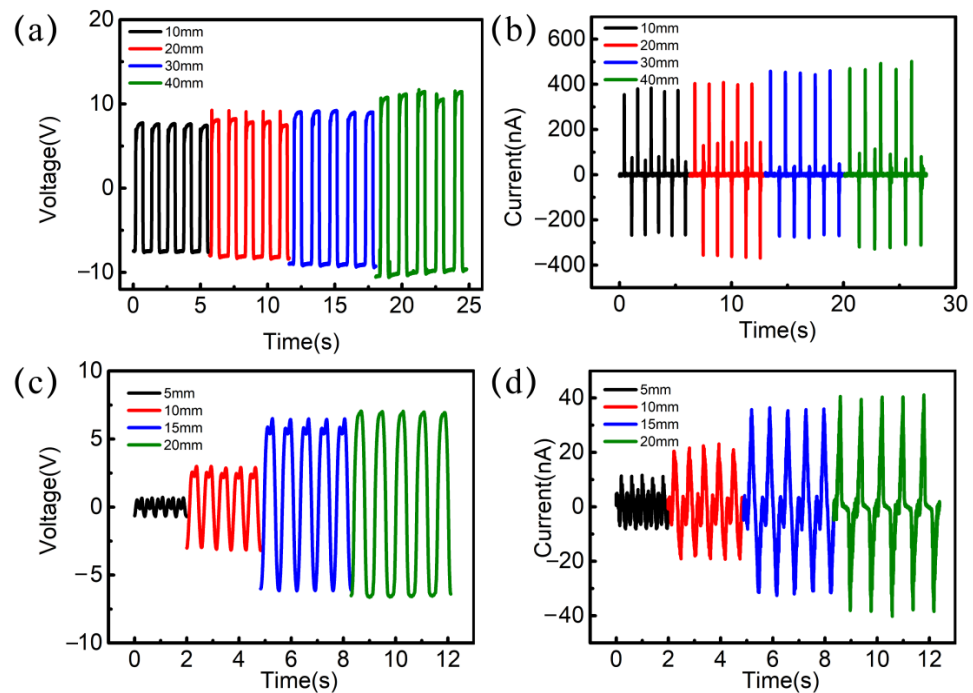 (a)
20
10
0
−10
Voltage(V)
10mm
20mm
30mm
40mm
0 5 10 15 20 25
Time(s)
(b)
600
400
200
0
−200
−400
Current(nA)
10mm
20mm
30mm
40mm
0 10 20 30
Time(s)
(c)
10
5
0
−5
−10
Voltage(V)
5mm
10mm
15mm
20mm
0 2 4 6 8 10 12
Time(s)
(d)
40
20
0
−20
−40
Current(nA)
5mm
10mm
15mm
20mm
0 2 4 6 8 10 12
Time(s)